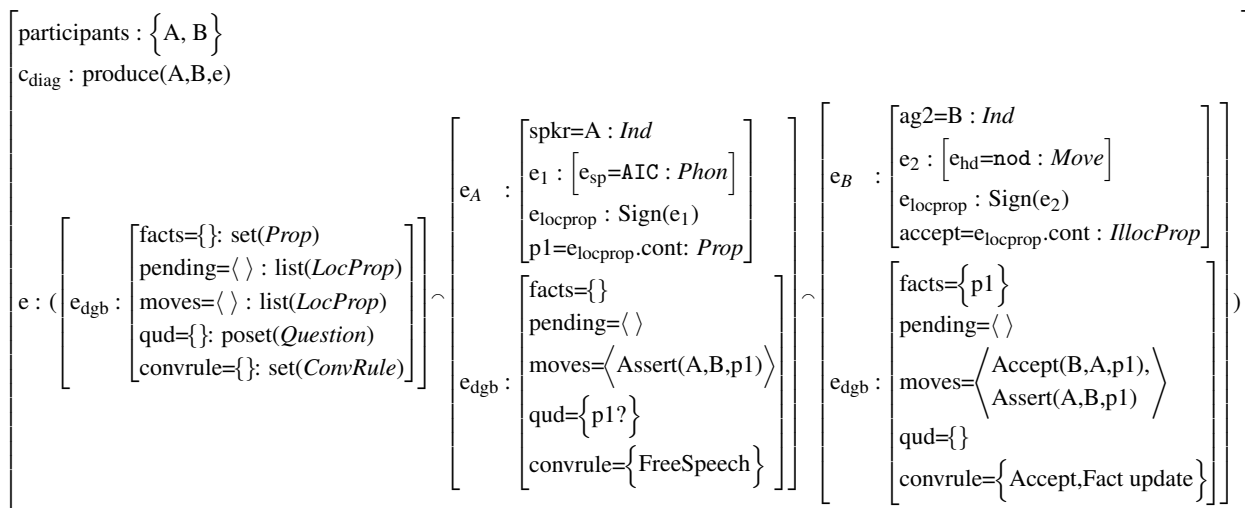 participants : {A, B}
c_diag : produce(A,B,e)
e : ( [ e_dgb : [ facts={}: set(Prop)
pending=⟨ ⟩ : list(LocProp)
moves=⟨ ⟩ : list(LocProp)
qud={}: poset(Question)
convrule={}: set(ConvRule) ] ] ⌢
e_A : [ spkr=A : Ind
e_1 : [ e_sp=AIC : Phon ]
e_locprop : Sign(e_1)
p1=e_locprop.cont: Prop ]
e_dgb : [ facts={}
pending=⟨ ⟩
moves=⟨Assert(A,B,p1)⟩
qud={p1?}
convrule={FreeSpeech} ] ⌢
e_B : [ ag2=B : Ind
e_2 : [ e_hd=nod : Move ]
e_locprop : Sign(e_2)
accept=e_locprop.cont : IllocProp ]
e_dgb : [ facts={p1}
pending=⟨ ⟩
moves=⟨Accept(B,A,p1),
Assert(A,B,p1)⟩
qud={}
convrule={Accept,Fact update} ] )